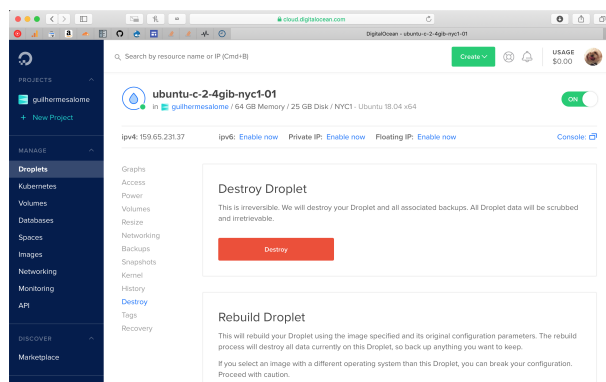 cloud.digitalocean.com
DigitalOcean - ubuntu-c-2-4gib-nyc1-01
Search by resource name or IP (Cmd+B)
Create
USAGE
$0.00
PROJECTS
guilhermesalome
+ New Project
MANAGE
Droplets
Kubernetes
Volumes
Databases
Spaces
Images
Networking
Monitoring
API
DISCOVER
Marketplace
ubuntu-c-2-4gib-nyc1-01
in guilhermesalome / 64 GB Memory / 25 GB Disk / NYC1 - Ubuntu 18.04 x64
ON
ipv4: 159.65.231.37 ipv6: Enable now Private IP: Enable now Floating IP: Enable now Console:
Graphs
Access
Power
Volumes
Resize
Networking
Backups
Snapshots
Kernel
History
Destroy
Tags
Recovery
Destroy Droplet
This is irreversible. We will destroy your Droplet and all associated backups. All Droplet data will be scrubbed
and irretrievable.
Destroy
Rebuild Droplet
This will rebuild your Droplet using the image specified and its original configuration parameters. The rebuild
process will destroy all data currently on this Droplet, so back up anything you want to keep.
If you select an image with a different operating system than this Droplet, you can break your configuration.
Proceed with caution.